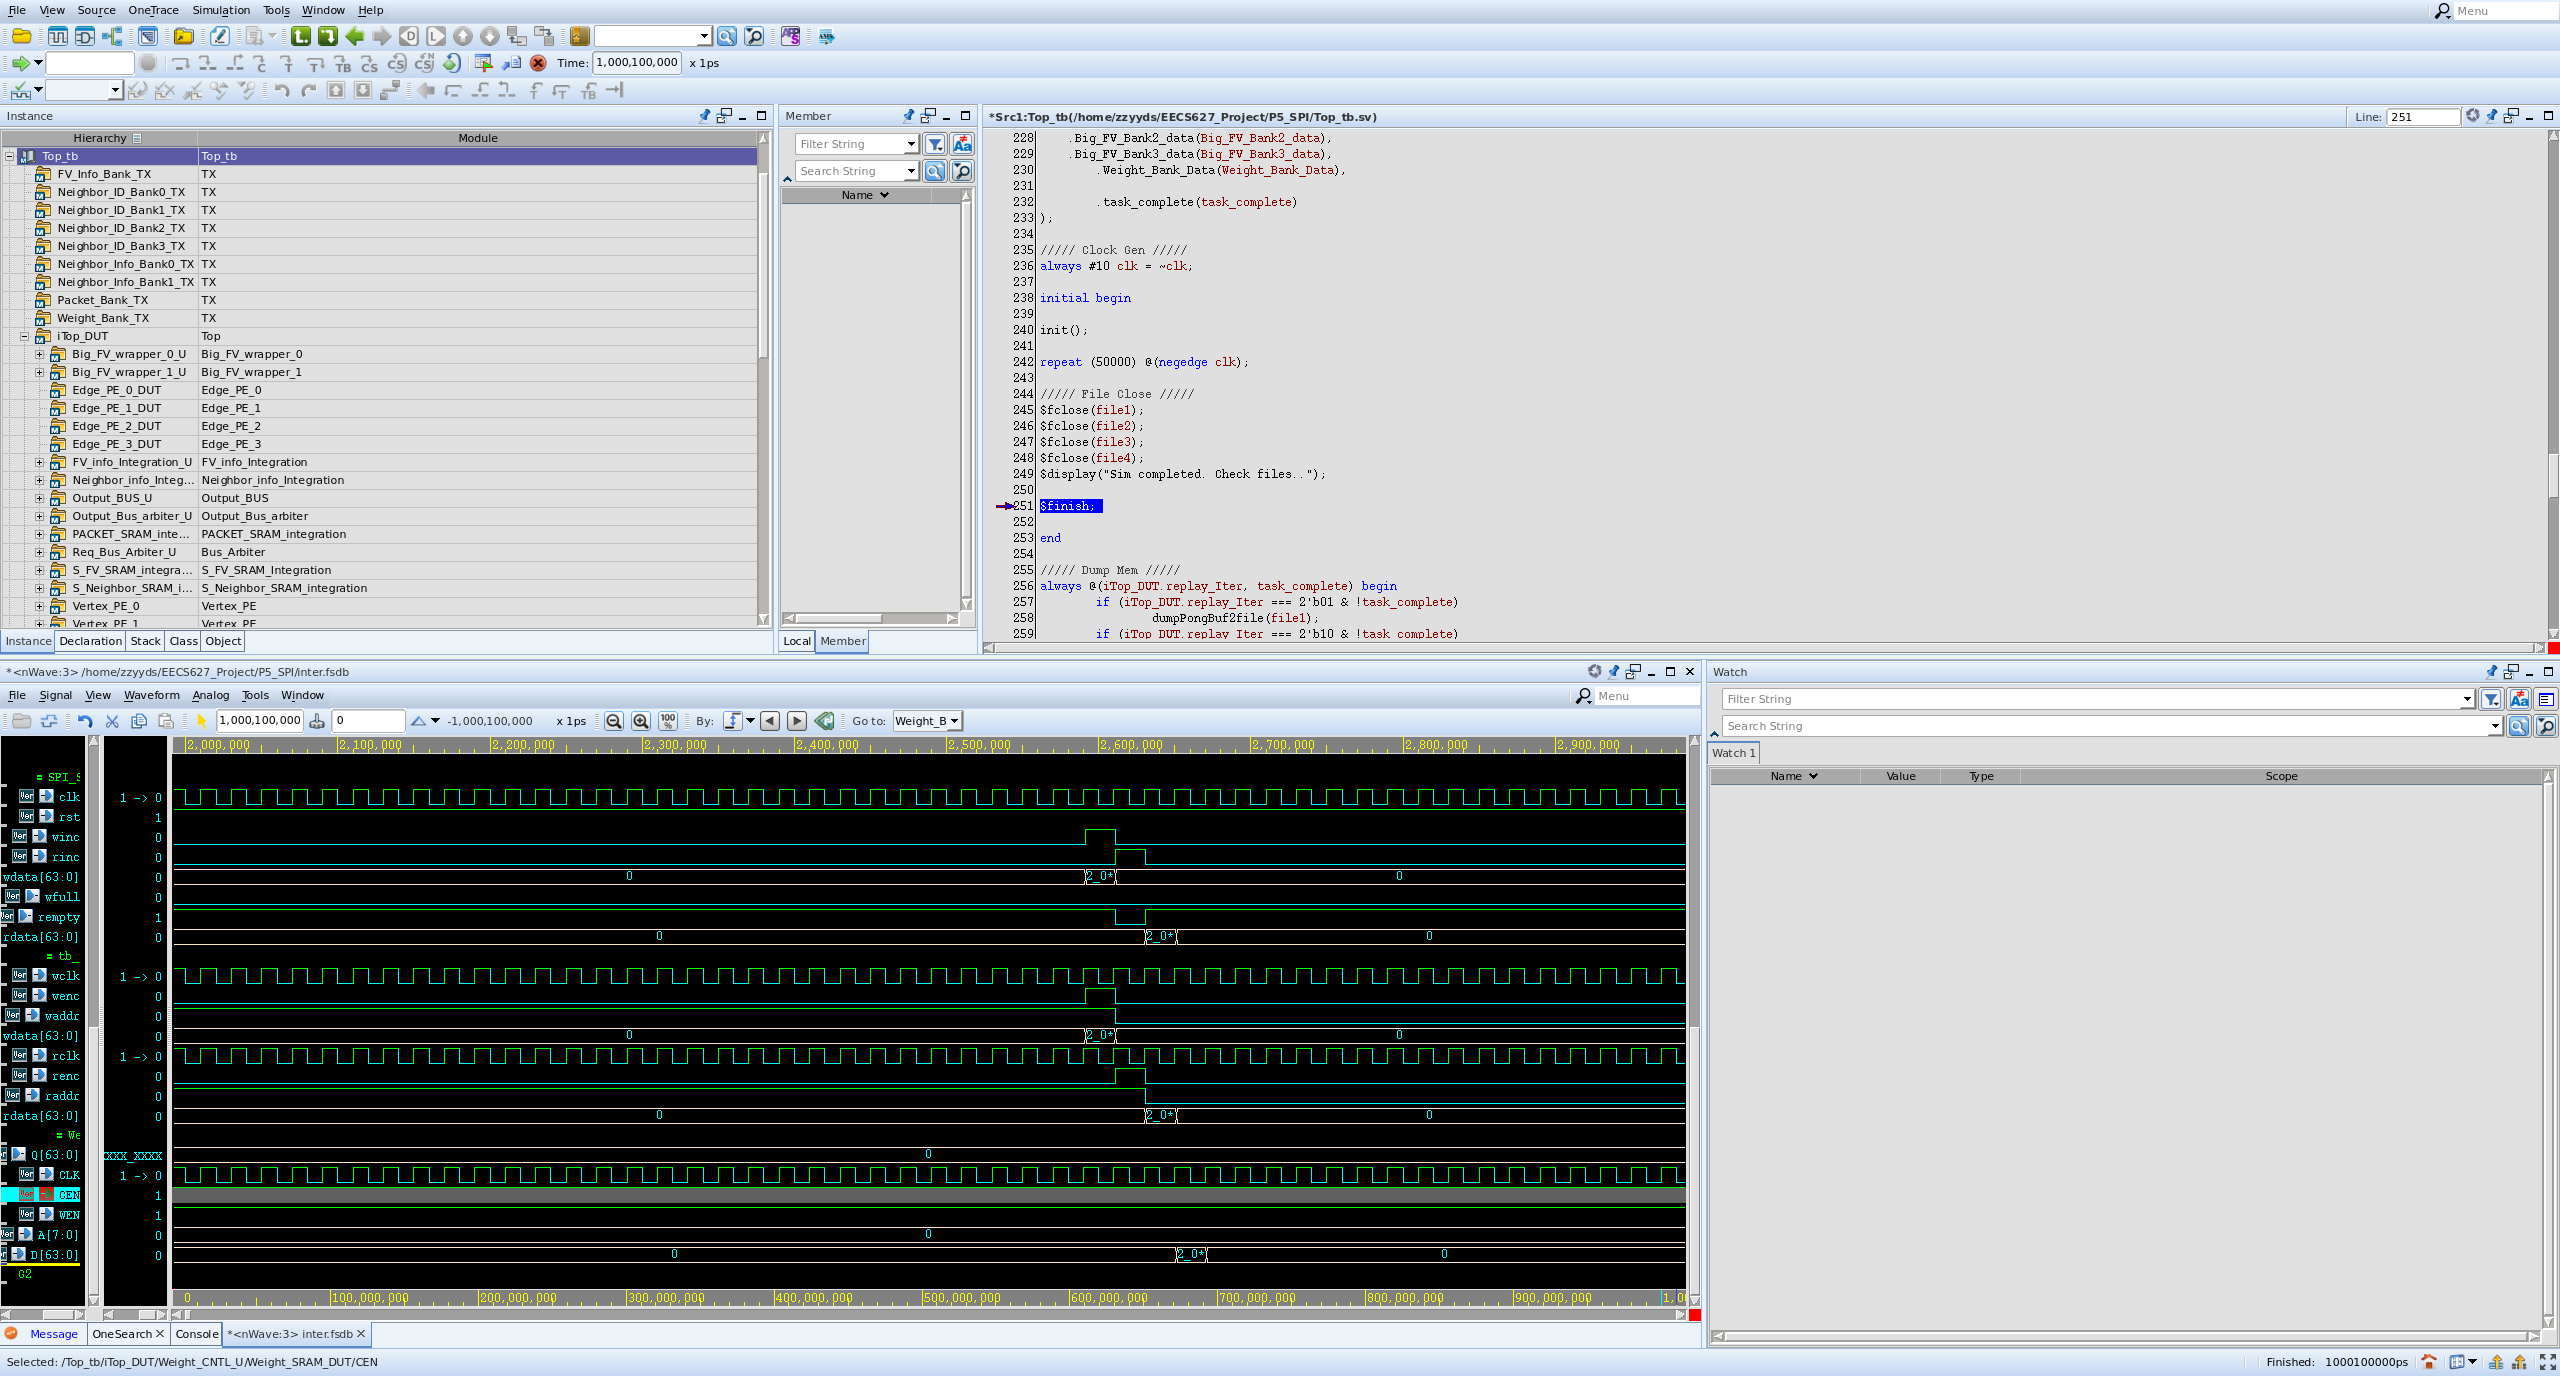 File View Source OneTrace Simulation Tools Window Help
Menu
Time: 1,000,100,000 x 1ps
Instance
Hierarchy Module
Top_tb Top_tb
FV_Info_Bank_TX TX
Neighbor_ID_Bank0_TX TX
Neighbor_ID_Bank1_TX TX
Neighbor_ID_Bank2_TX TX
Neighbor_ID_Bank3_TX TX
Neighbor_Info_Bank0_TX TX
Neighbor_Info_Bank1_TX TX
Packet_Bank_TX TX
Weight_Bank_TX TX
iTop_DUT Top
Big_FV_wrapper_0_U Big_FV_wrapper_0
Big_FV_wrapper_1_U Big_FV_wrapper_1
Edge_PE_0_DUT Edge_PE_0
Edge_PE_1_DUT Edge_PE_1
Edge_PE_2_DUT Edge_PE_2
Edge_PE_3_DUT Edge_PE_3
FV_info_Integration_U FV_info_Integration
Neighbor_info_Integ... Neighbor_info_Integration
Output_BUS_U Output_BUS
Output_Bus_arbiter_U Output_Bus_arbiter
PACKET_SRAM_inte... PACKET_SRAM_integration
Req_Bus_Arbiter_U Bus_Arbiter
S_FV_SRAM_integra... S_FV_SRAM_Integration
S_Neighbor_SRAM_i... S_Neighbor_SRAM_integration
Vertex_PE_0 Vertex_PE
Vertex_PE_1 Vertex_PE
Instance Declaration Stack Class Object
Member
Filter String
Search String
Name
Local Member
*Src1:Top_tb(/home/zzyyds/EECS627_Project/P5_SPI/Top_tb.sv)
Line: 251
228 .Big_FV_Bank2_data(Big_FV_Bank2_data),
229 .Big_FV_Bank3_data(Big_FV_Bank3_data),
230 .Weight_Bank_Data(Weight_Bank_Data),
231
232 .task_complete(task_complete)
233 );
234
235 ///// Clock Gen /////
236 always #10 clk = ~clk;
237
238 initial begin
239
240 init();
241
242 repeat (50000) @(negedge clk);
243
244 ///// File Close /////
245 $fclose(file1);
246 $fclose(file2);
247 $fclose(file3);
248 $fclose(file4);
249 $display("Sim completed. Check files..");
250
251 $finish;
252
253 end
254
255 ///// Dump Mem /////
256 always @(iTop_DUT.replay_Iter, task_complete) begin
257 if (iTop_DUT.replay_Iter === 2'b01 & !task_complete)
258 dumpPongBuf2file(file1);
259 if (iTop_DUT.replay_Iter === 2'b10 & !task_complete)
*<nWave:3> /home/zzyyds/EECS627_Project/P5_SPI/inter.fsdb
File Signal View Waveform Analog Tools Window
Menu
1,000,100,000 0 -1,000,100,000 x 1ps 100% By: Go to: Weight_B
2,000,000 2,100,000 2,200,000 2,300,000 2,400,000 2,500,000 2,600,000 2,700,000 2,800,000 2,900,000
= SPI_S
clk 1 -> 0
rst 1
winc 0
rinc 0
wdata[63:0] 0 0 2_0* 0
wfull 0
rempty 1
rdata[63:0] 0 0 2_0* 0
= tb_
wclk 1 -> 0
wenc 0
waddr 0
wdata[63:0] 0 0 2_0* 0
rclk 1 -> 0
renc 0
raddr 0
rdata[63:0] 0 0 2_0* 0
= We
Q[63:0] XXX_XXXX 0
CLK 1 -> 0
CEN 1
WEN 1
A[7:0] 0 0
D[63:0] 0 0 2_0* 0
G2
0 100,000,000 200,000,000 300,000,000 400,000,000 500,000,000 600,000,000 700,000,000 800,000,000 900,000,000 1,0
Message OneSearch Console *<nWave:3> inter.fsdb
Watch
Filter String
Search String
Watch 1
Name Value Type Scope
Selected: /Top_tb/iTop_DUT/Weight_CNTL_U/Weight_SRAM_DUT/CEN
Finished: 1000100000ps